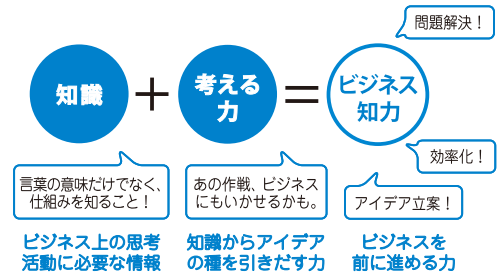 問題解決！
知識
＋
考える
力
＝
ビジネス
知力
効率化！
言葉の意味だけでなく、
仕組みを知ること！
あの作戦、ビジネス
にもいかせるかも。
アイデア立案！
ビジネス上の思考
活動に必要な情報
知識からアイデア
の種を引きだす力
ビジネスを
前に進める力